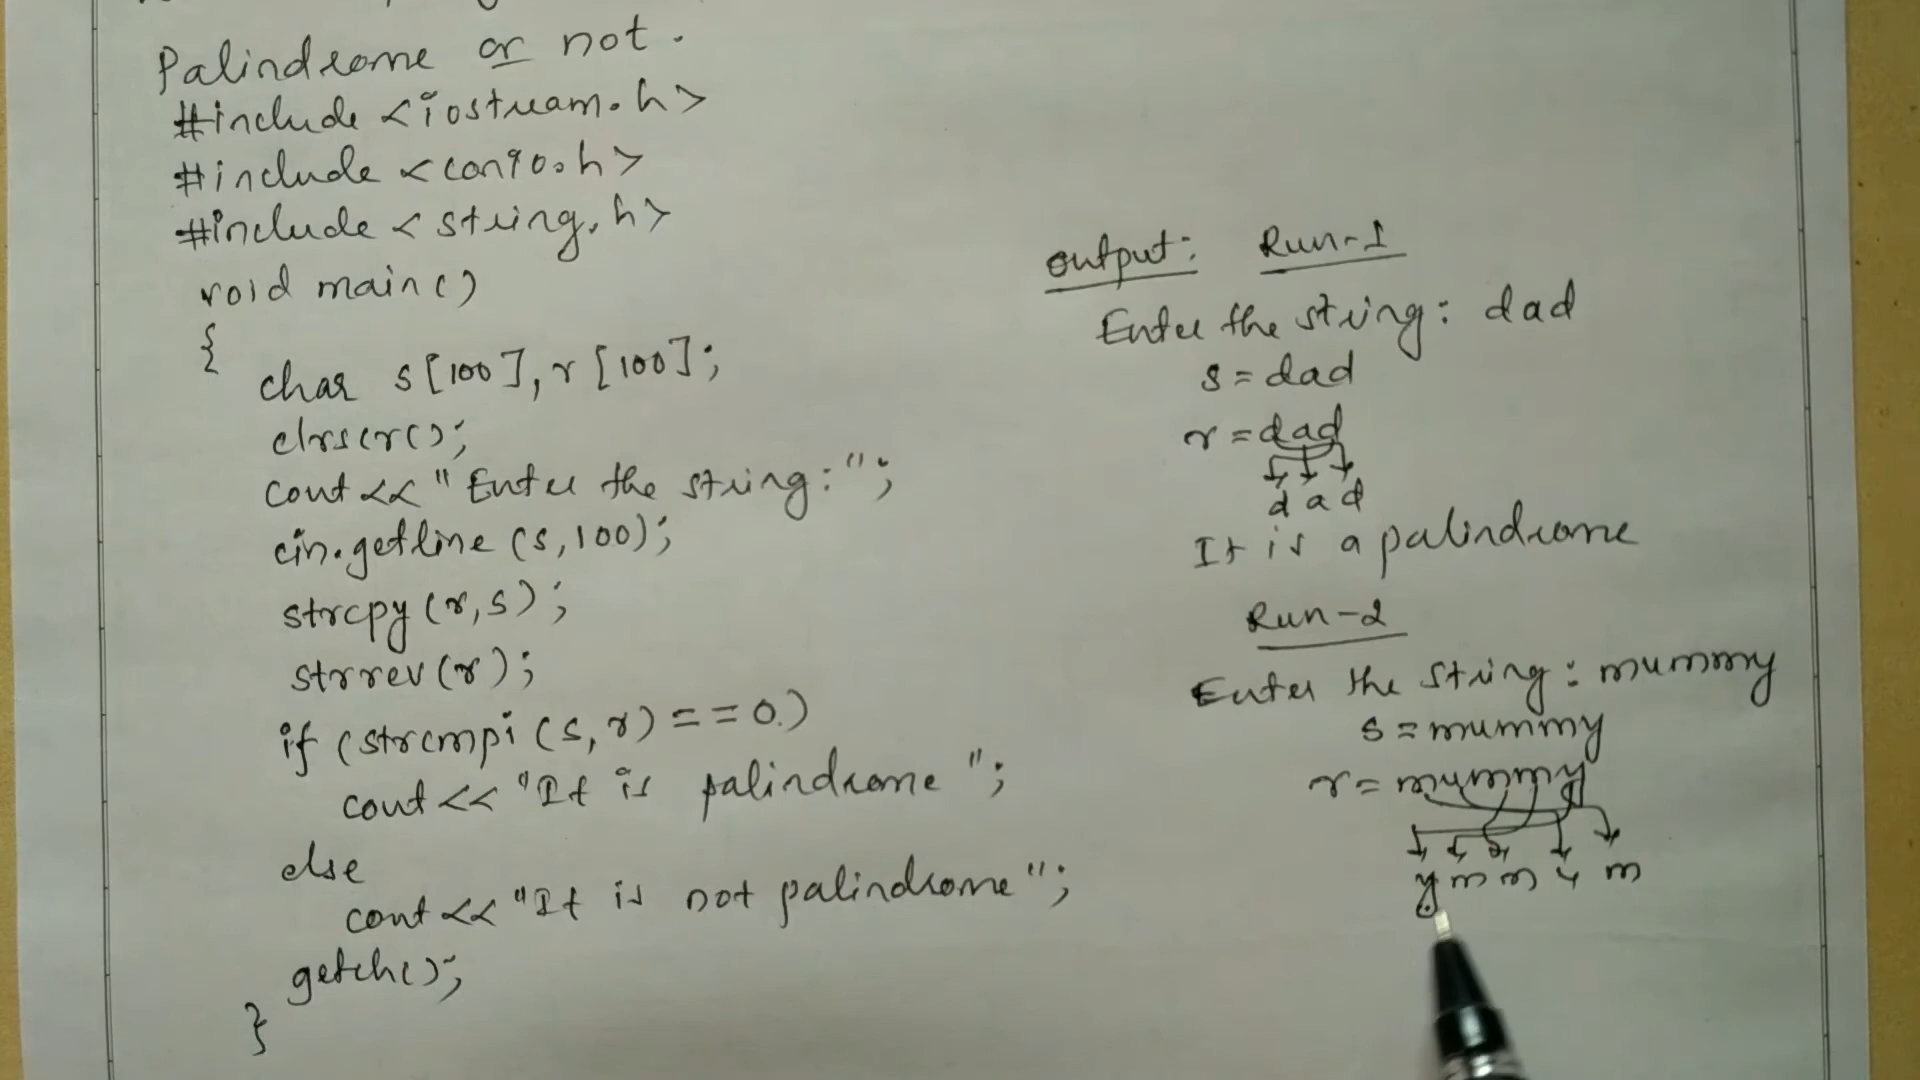 Palindrome or not.
#include <iostream.h>
#include <conio.h>
#include <string.h>
void main()
{
char s[100], r[100];
clrscr();
cout<<"Enter the string:";
cin.getline (s,100);
strcpy (r,s);
strrev (r);
if (strcmpi (s,r) == 0)
cout << "It is palindrome";
else
cout << "It is not palindrome";
getch();
}
output: Run-1
Enter the string: dad
s = dad
r = dad
d a d
It is a palindrome
Run-2
Enter the string: mummy
s = mummy
r = mummy
y m m u m